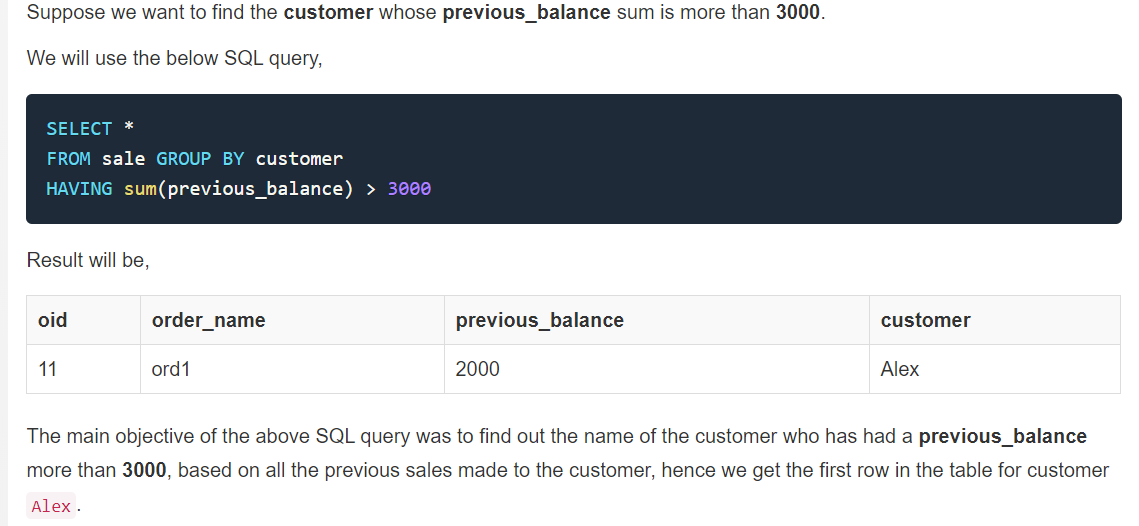 Suppose we want to find the customer whose previous_balance sum is more than 3000.
We will use the below SQL query,
SELECT *
FROM sale GROUP BY customer
HAVING sum(previous_balance) > 3000
Result will be,
oid order_name previous_balance customer
11 ord1 2000 Alex
The main objective of the above SQL query was to find out the name of the customer who has had a previous_balance
more than 3000, based on all the previous sales made to the customer, hence we get the first row in the table for customer
Alex.